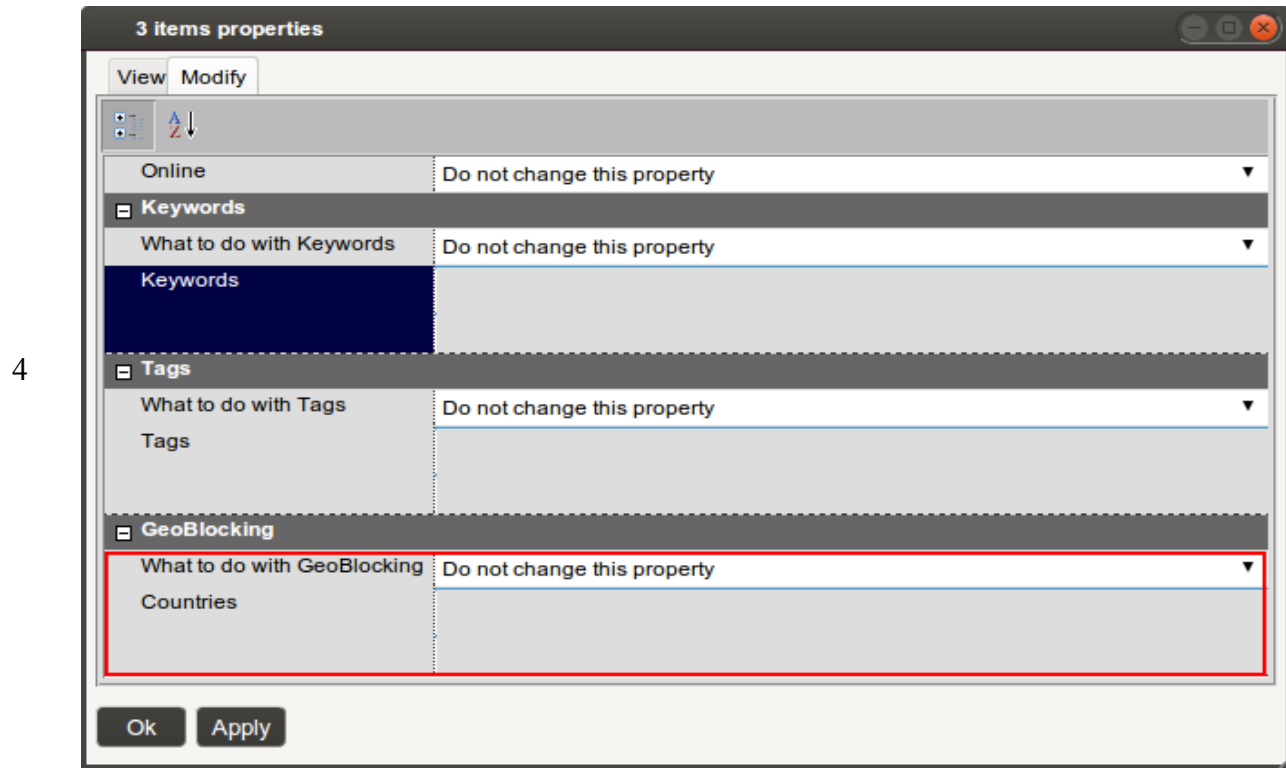 3 items properties
View Modify
A
Z
Online Do not change this property
Keywords
What to do with Keywords Do not change this property
Keywords
4
Tags
What to do with Tags Do not change this property
Tags
GeoBlocking
What to do with GeoBlocking Do not change this property
Countries
Ok Apply